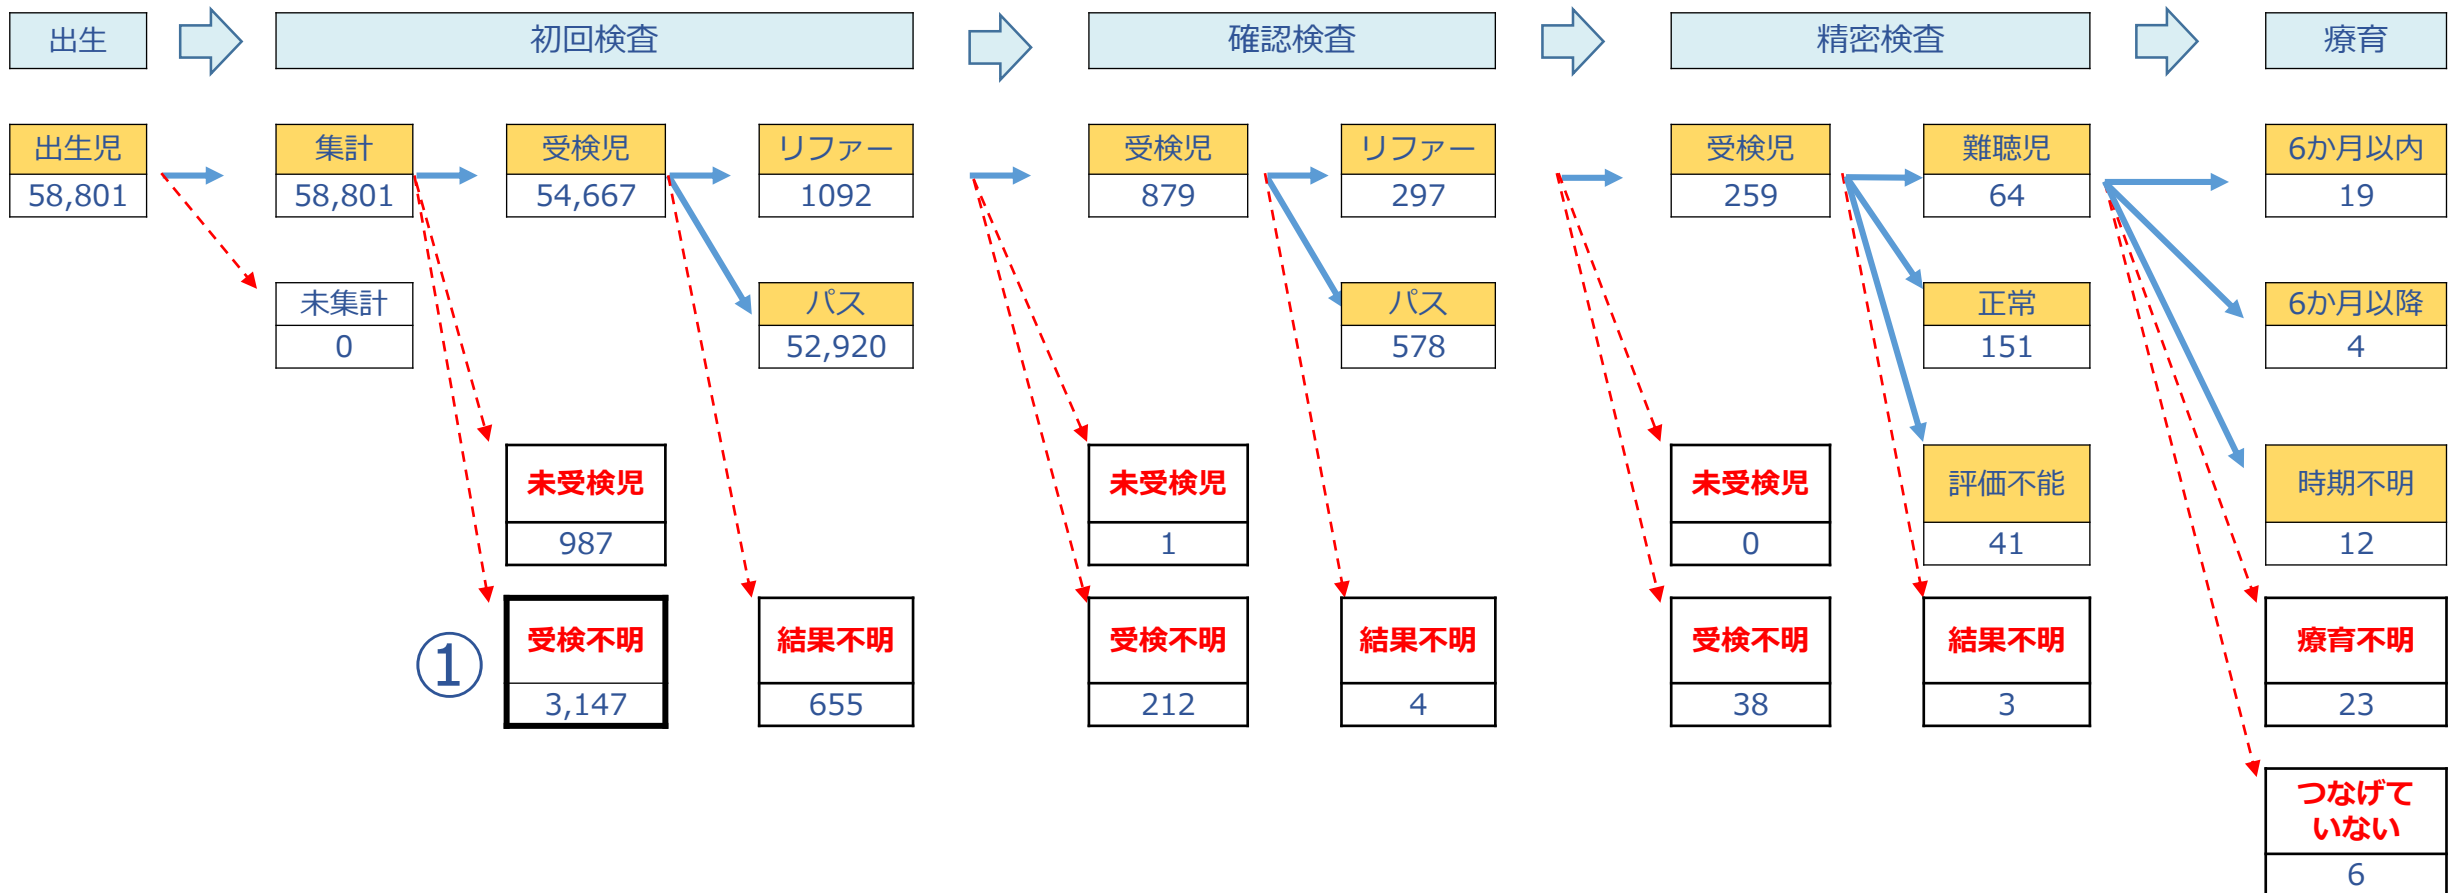 出生
初回検査
確認検査
精密検査
療育
出生児
集計
受検児
リファー
受検児
リファー
受検児
難聴児
6か月以内
58,801
58,801
54,667
1092
879
297
259
64
19
未集計
パス
パス
正常
6か月以降
0
52,920
578
151
4
未受検児
未受検児
未受検児
評価不能
時期不明
987
1
0
41
12
①
受検不明
結果不明
受検不明
結果不明
受検不明
結果不明
療育不明
3,147
655
212
4
38
3
23
つなげて
いない
6